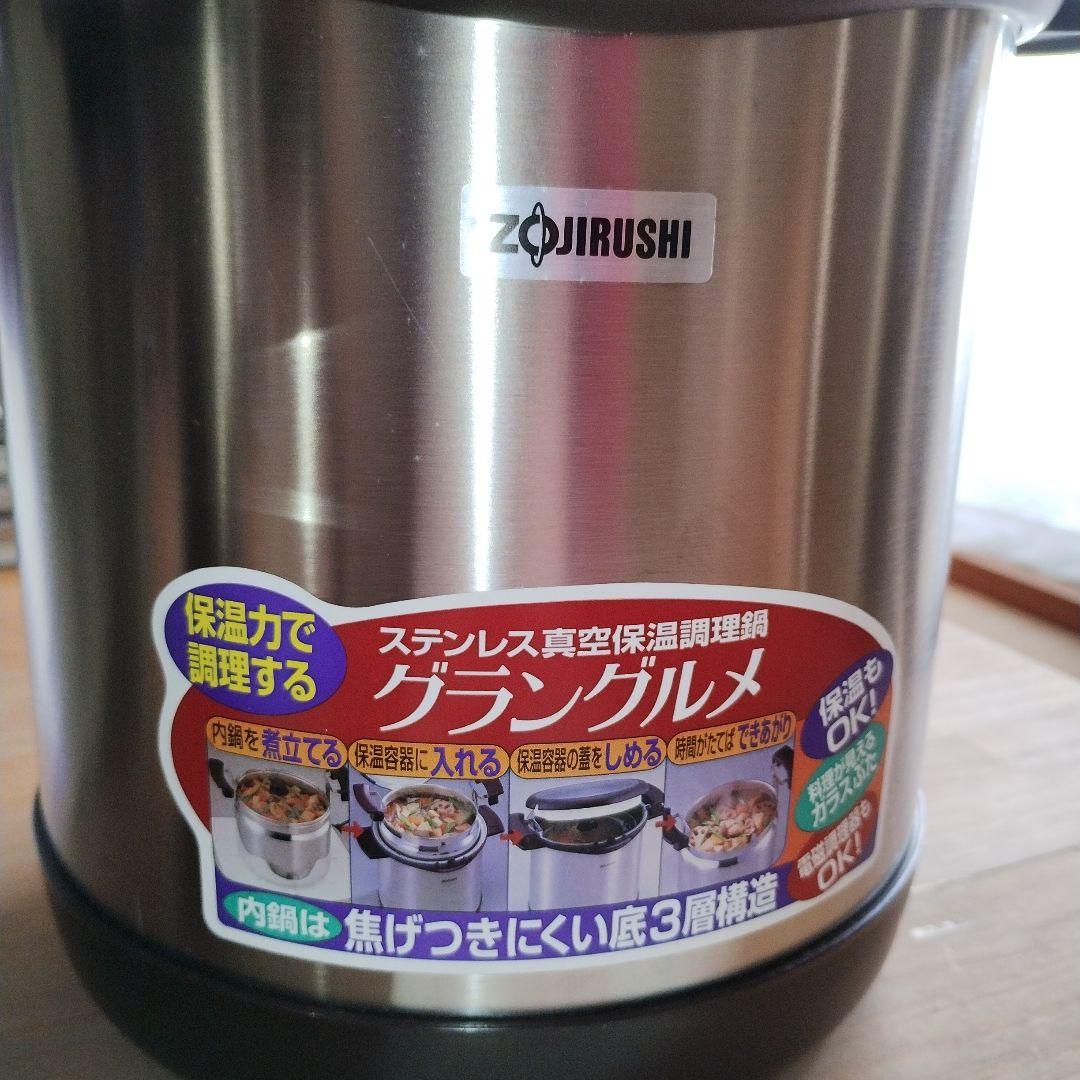 ZOJIRUSHI
保温力で
調理する
ステンレス真空保温調理鍋
グラングルメ
内鍋を煮立てる
保温容器に入れる
保温容器の蓋をしめる
時間がたてばできあがり
保温も
OK!
料理が見える
ガラスぶた
電磁調理器も
OK!
内鍋は 焦げつきにくい底3層構造